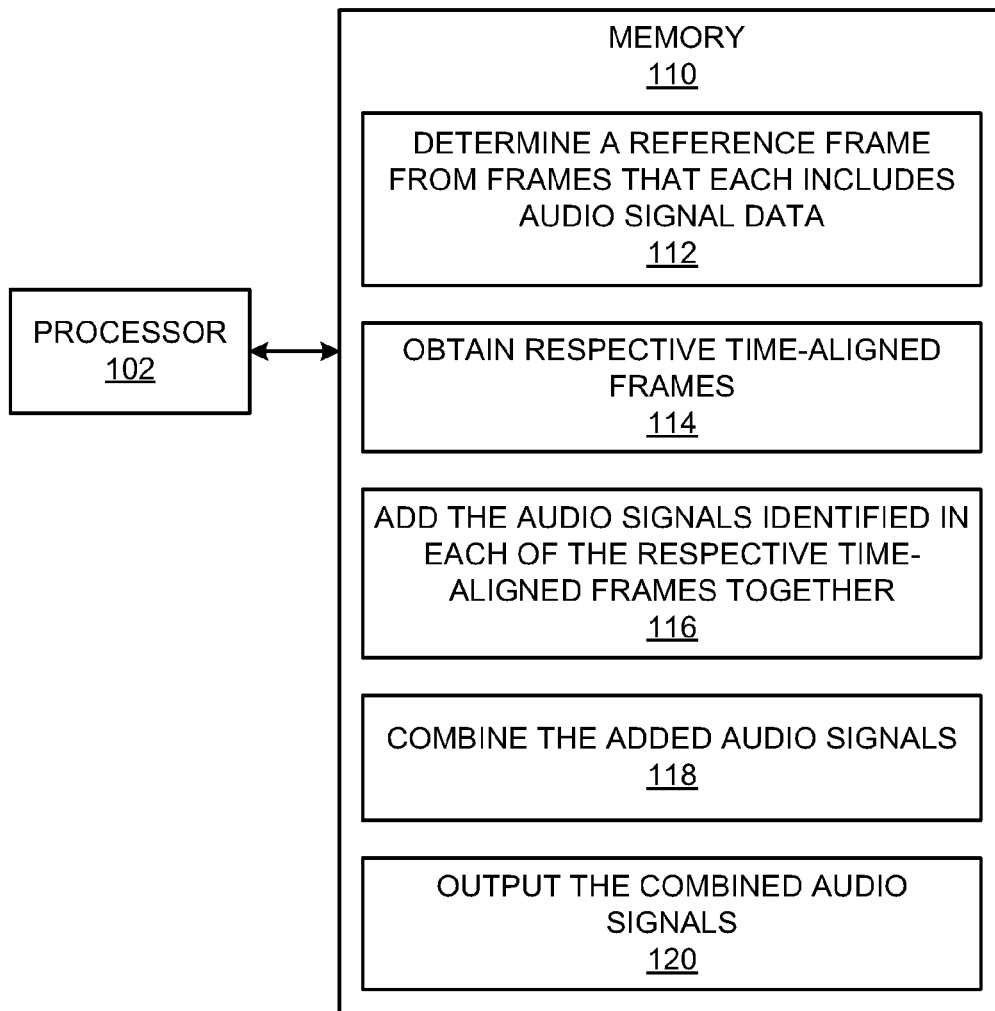 MEMORY
110
DETERMINE A REFERENCE FRAME
FROM FRAMES THAT EACH INCLUDES
AUDIO SIGNAL DATA
112
PROCESSOR
102
OBTAIN RESPECTIVE TIME-ALIGNED
FRAMES
114
ADD THE AUDIO SIGNALS IDENTIFIED IN
EACH OF THE RESPECTIVE TIME-
ALIGNED FRAMES TOGETHER
116
COMBINE THE ADDED AUDIO SIGNALS
118
OUTPUT THE COMBINED AUDIO
SIGNALS
120